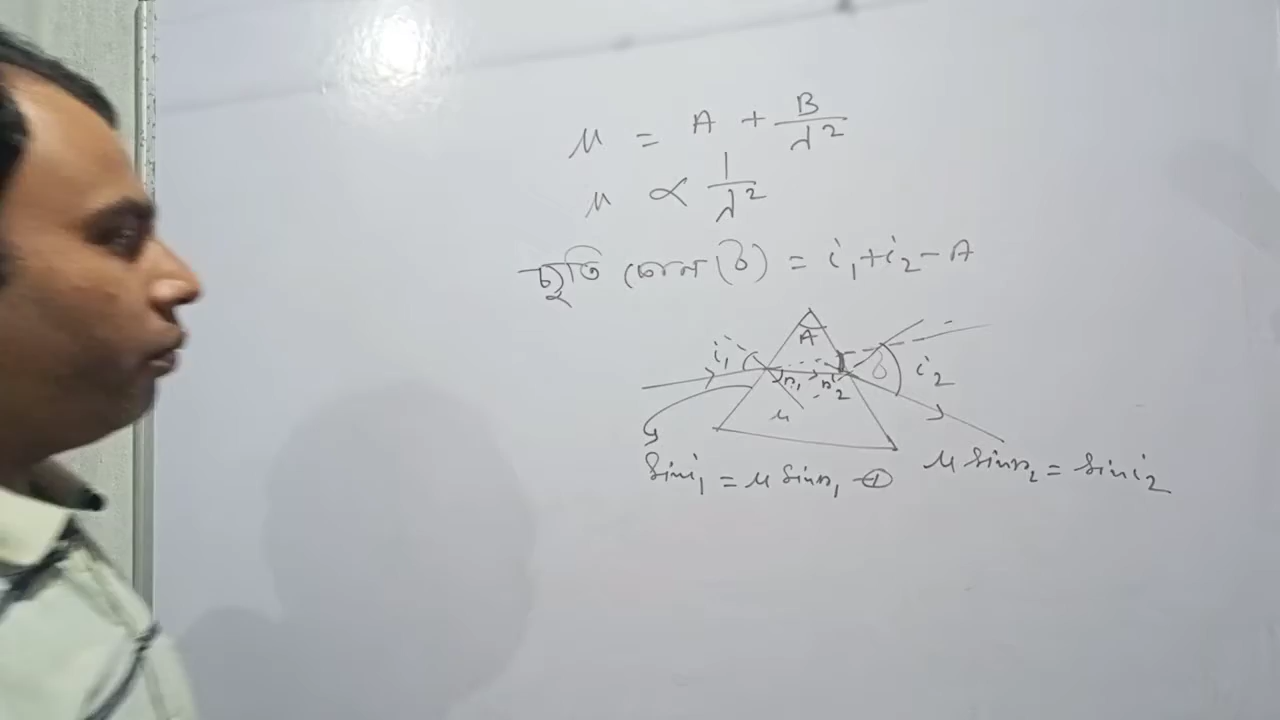 μ = A + B/λ²
μ ∝ 1/λ²
চ্যুতি কোন (δ) = i₁+i₂−A
A
i₁
r₁
r₂
δ
i₂
μ
Sini₁ = μ Sinr₁ —①
μ Sinr₂ = Sini₂